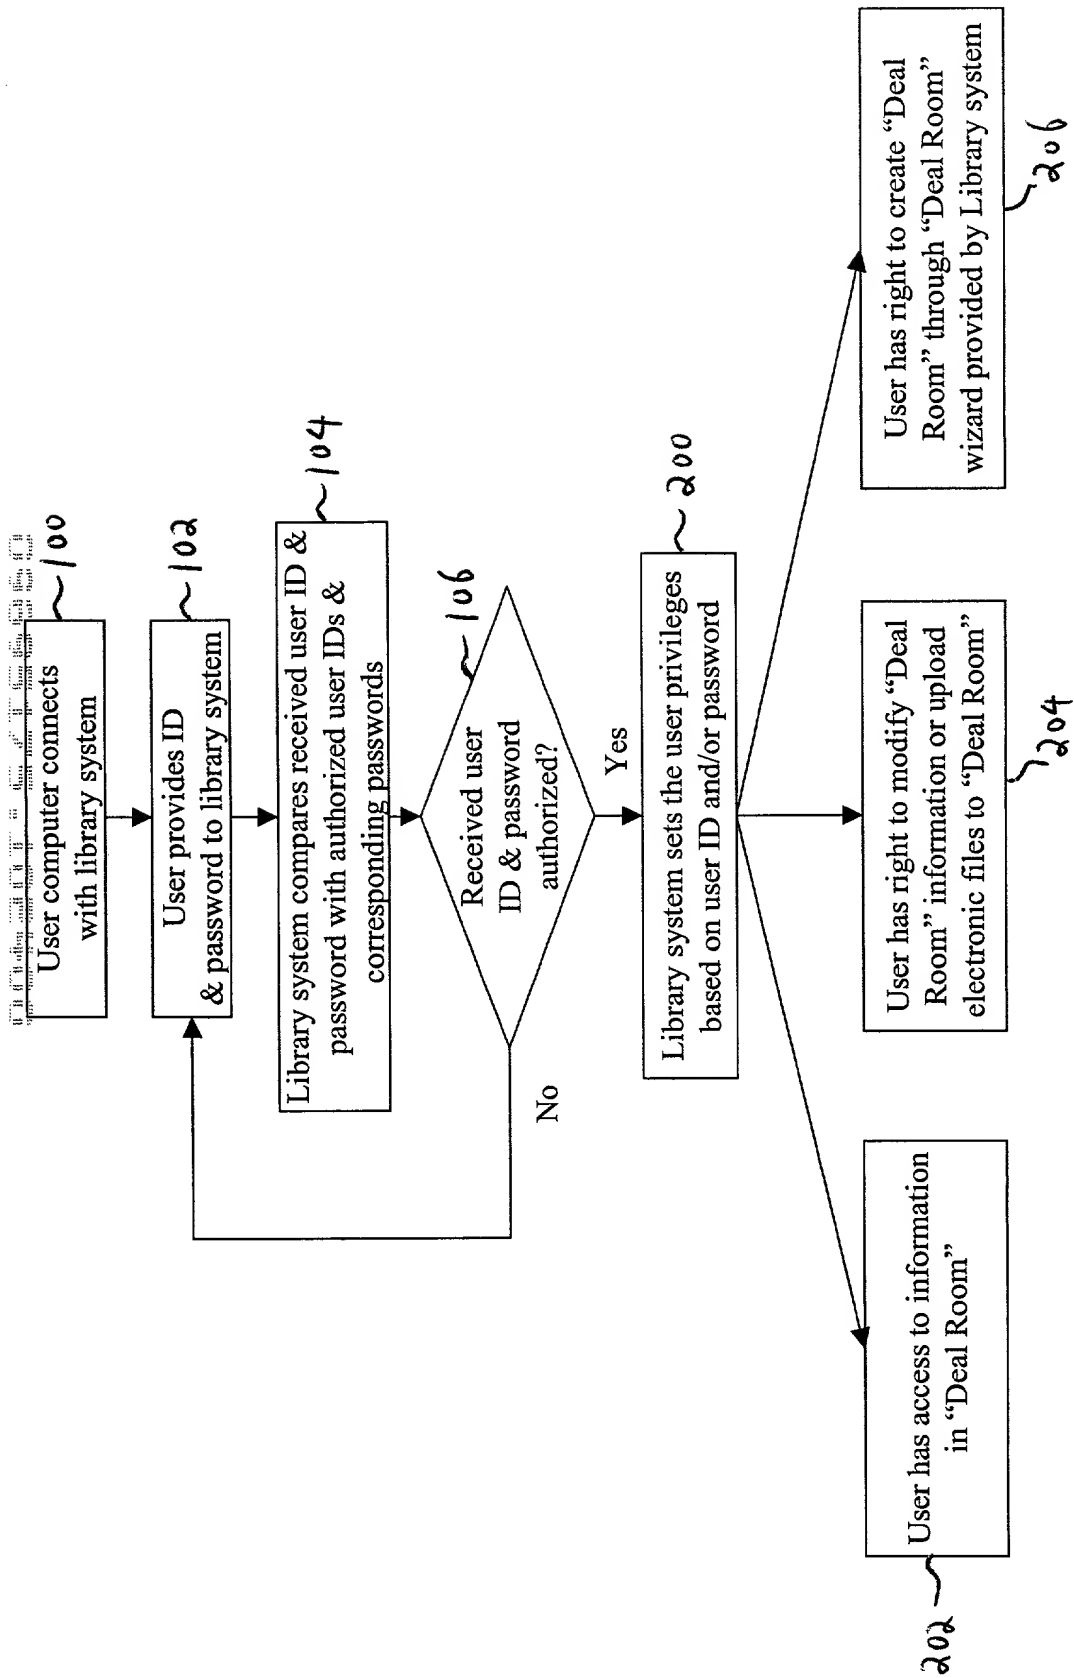 User computer connects
with library system
100
User provides ID
& password to library system
102
Library system compares received user ID &
password with authorized user IDs &
corresponding passwords
104
Received user
ID & password
authorized?
106
No
Yes
Library system sets the user privileges
based on user ID and/or password
200
User has access to information
in “Deal Room”
202
User has right to modify “Deal
Room” information or upload
electronic files to “Deal Room”
204
User has right to create “Deal
Room” through “Deal Room”
wizard provided by Library system
206